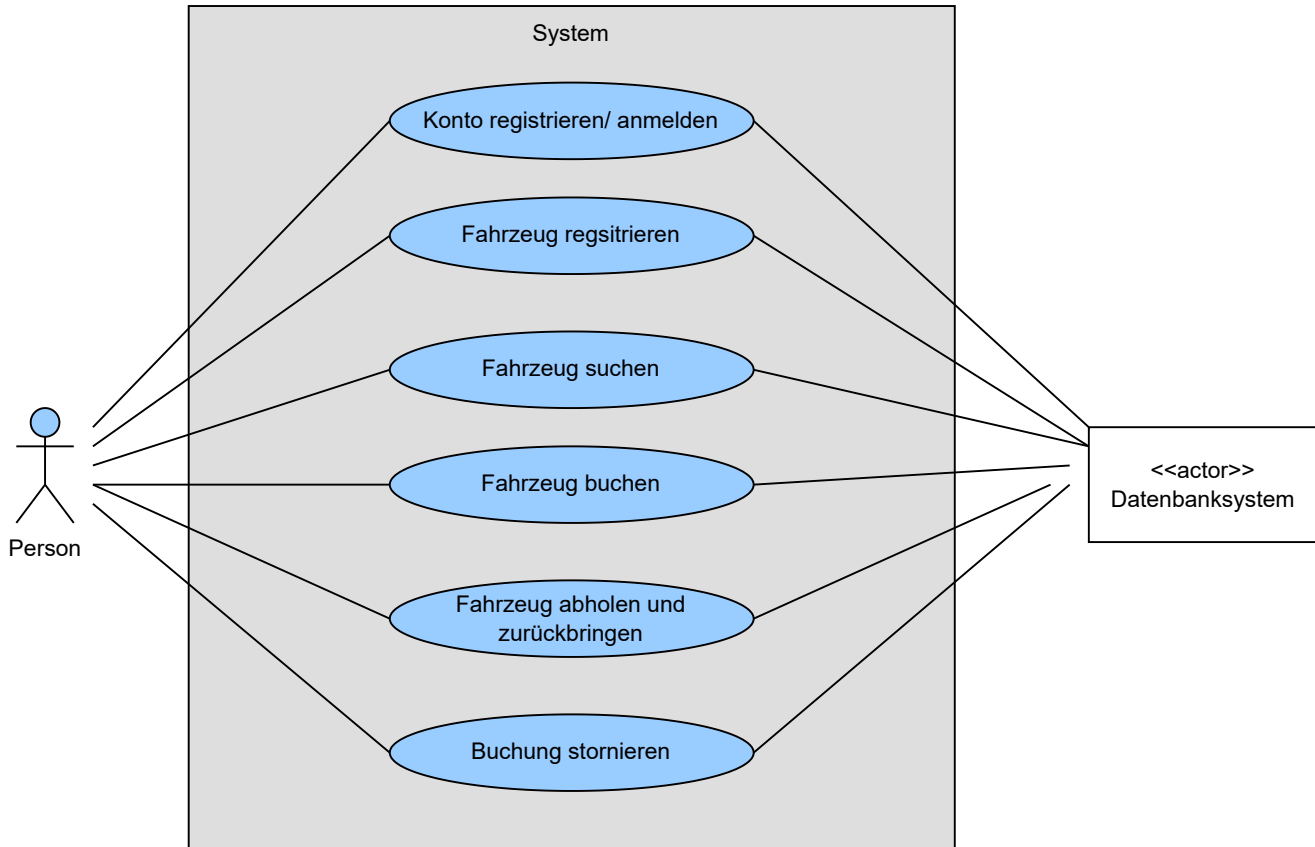 System
Konto registrieren/ anmelden
Fahrzeug regsitrieren
Fahrzeug suchen
Fahrzeug buchen
Fahrzeug abholen und
zurückbringen
Buchung stornieren
Person
<<actor>>
Datenbanksystem